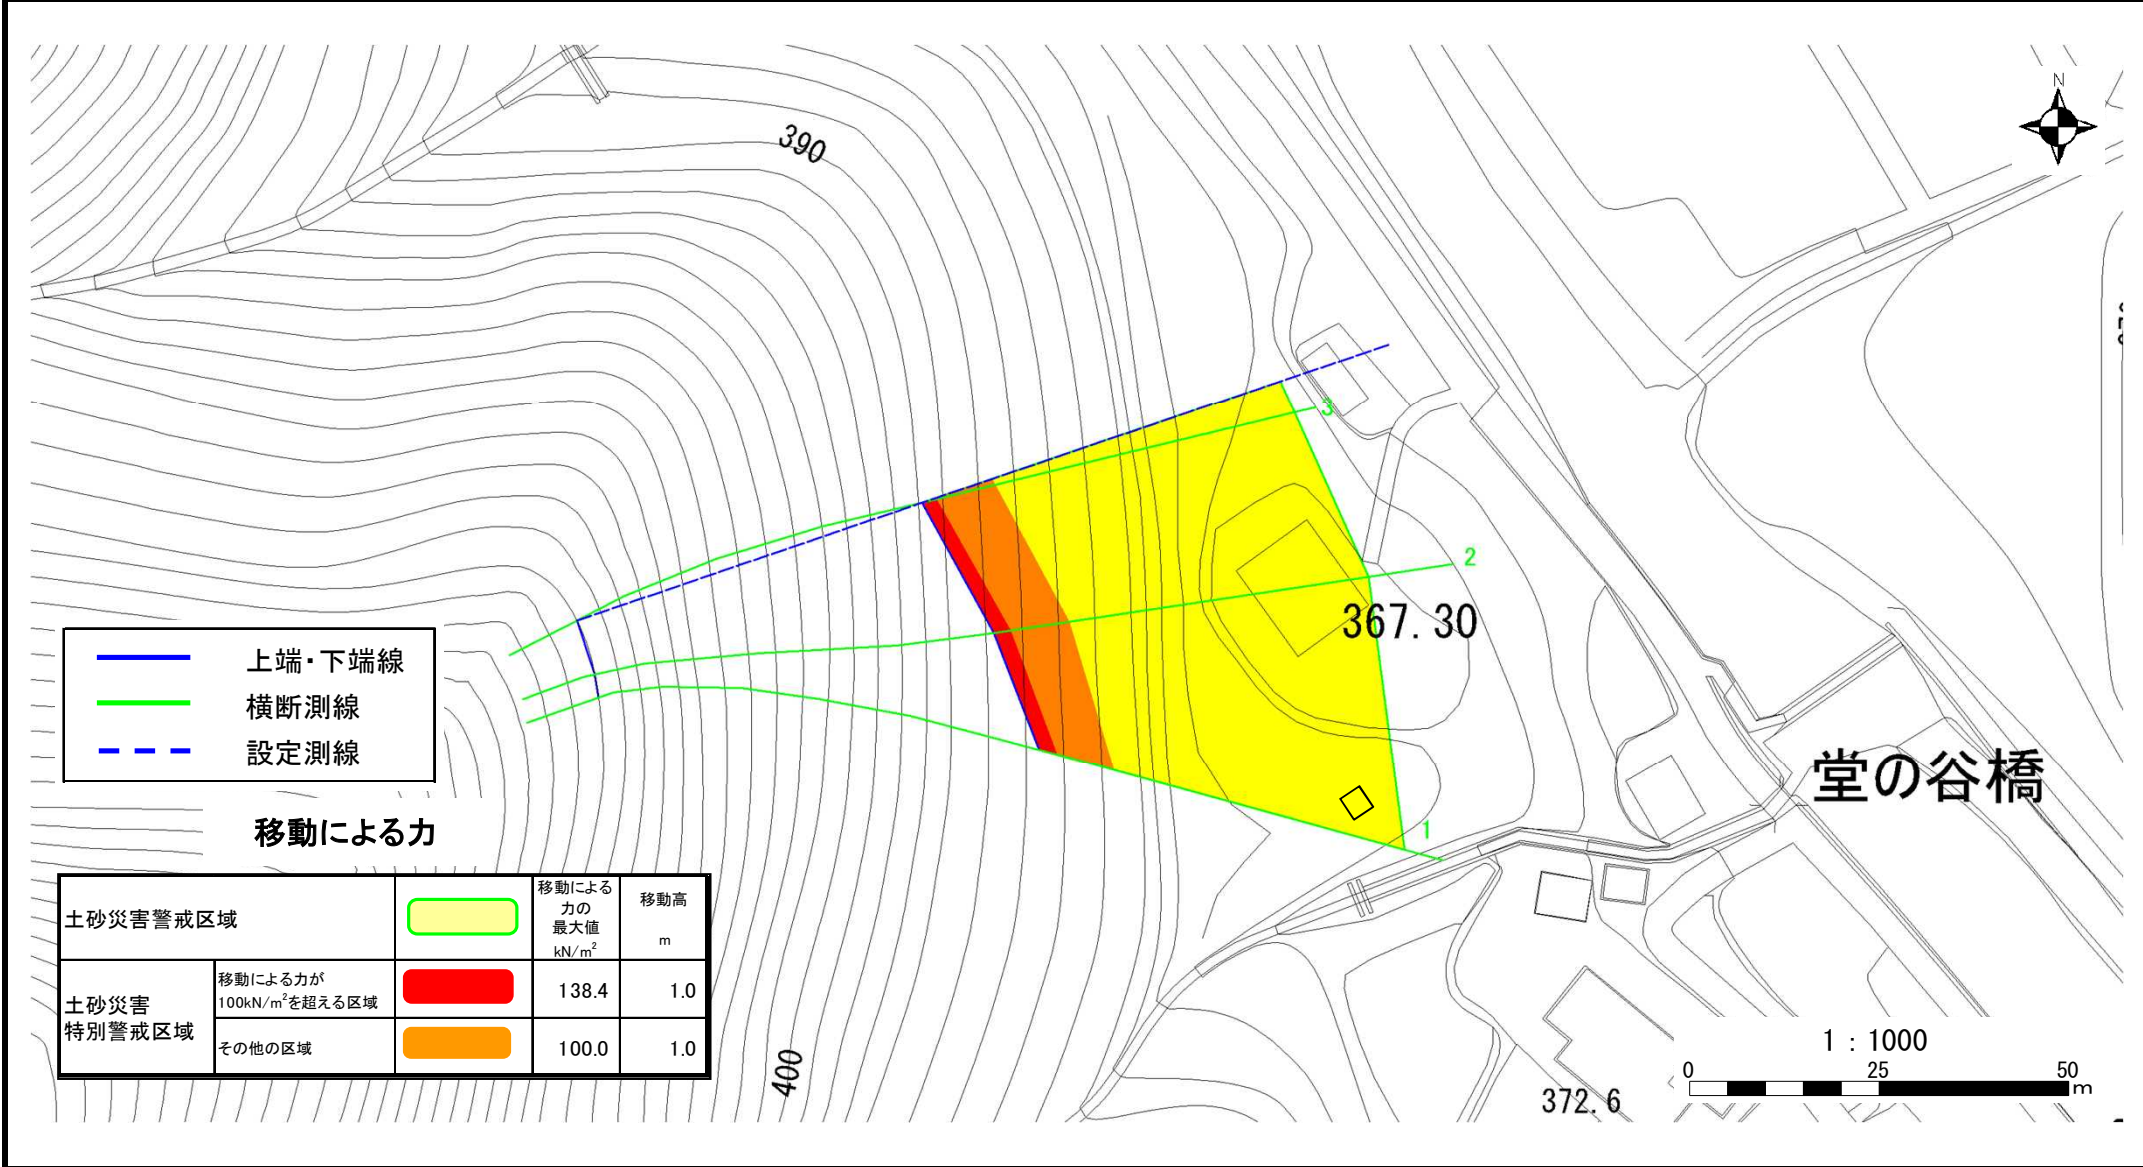 N
390
3
2
367.30
上端・下端線
横断測線
設定測線
堂の谷橋
1
移動による力
土砂災害警戒区域
移動による
力の
最大値
kN/m²
移動高
m
土砂災害
特別警戒区域
移動による力が
100kN/m²を超える区域
138.4
1.0
その他の区域
100.0
1.0
400
1 : 1000
0
25
50
m
372.6